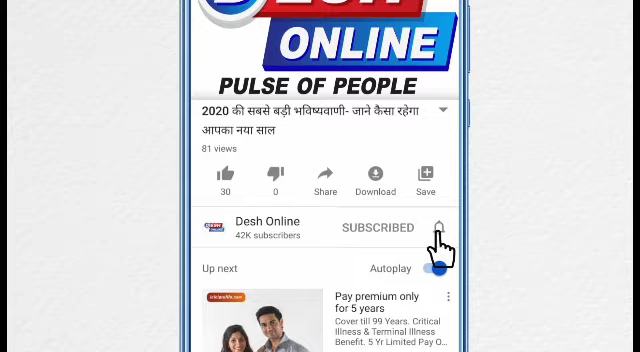 DESH
ONLINE
PULSE OF PEOPLE
2020 की सबसे बड़ी भविष्यवाणी- जाने कैसा रहेगा
आपका नया साल
81 views
30
0
Share
Download
Save
DESH
Desh Online
SUBSCRIBED
42K subscribers
Up next
Autoplay
Pay premium only
for 5 years
Cover till 99 Years. Critical
Illness & Terminal Illness
Benefit. 5 Yr Limited Pay O...